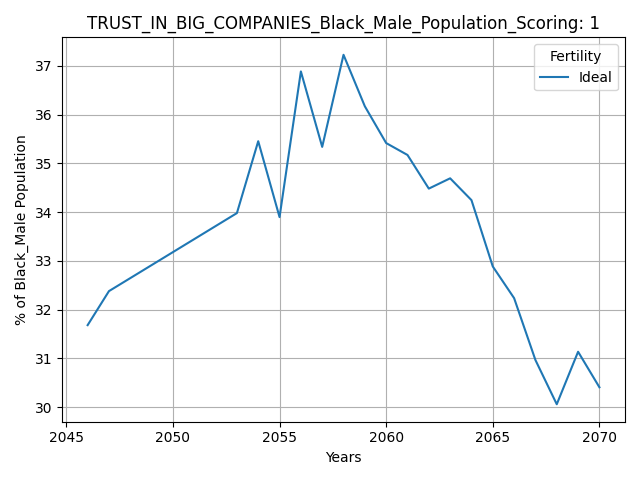 TRUST_IN_BIG_COMPANIES_Black_Male_Population_Scoring: 1
Fertility
Ideal
% of Black_Male Population
37
36
35
34
33
32
31
30
2045
2050
2055
2060
2065
2070
Years